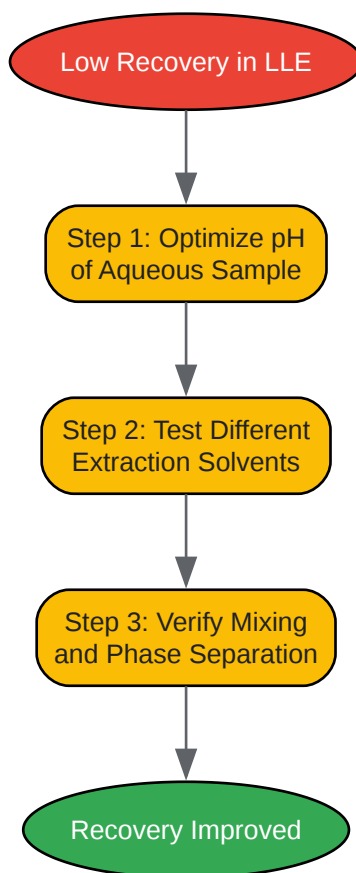 Low Recovery in LLE
Step 1: Optimize pH
of Aqueous Sample
Step 2: Test Different
Extraction Solvents
Step 3: Verify Mixing
and Phase Separation
Recovery Improved